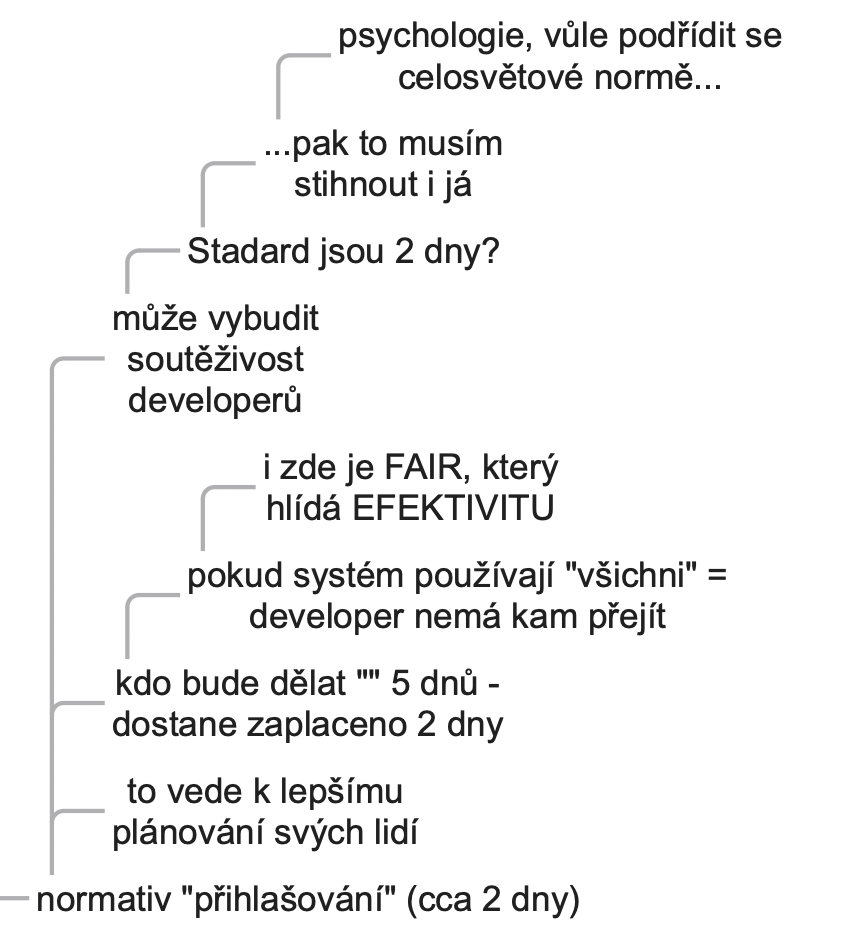 psychologie, vůle podřídit se
celosvětové normě...
...pak to musím
stihnout i já
Stadard jsou 2 dny?
může vybudit
soutěživost
developerů
i zde je FAIR, který
hlídá EFEKTIVITU
pokud systém používají "všichni" =
developer nemá kam přejít
kdo bude dělat "" 5 dnů -
dostane zaplaceno 2 dny
to vede k lepšímu
plánování svých lidí
normativ "přihlašování" (cca 2 dny)